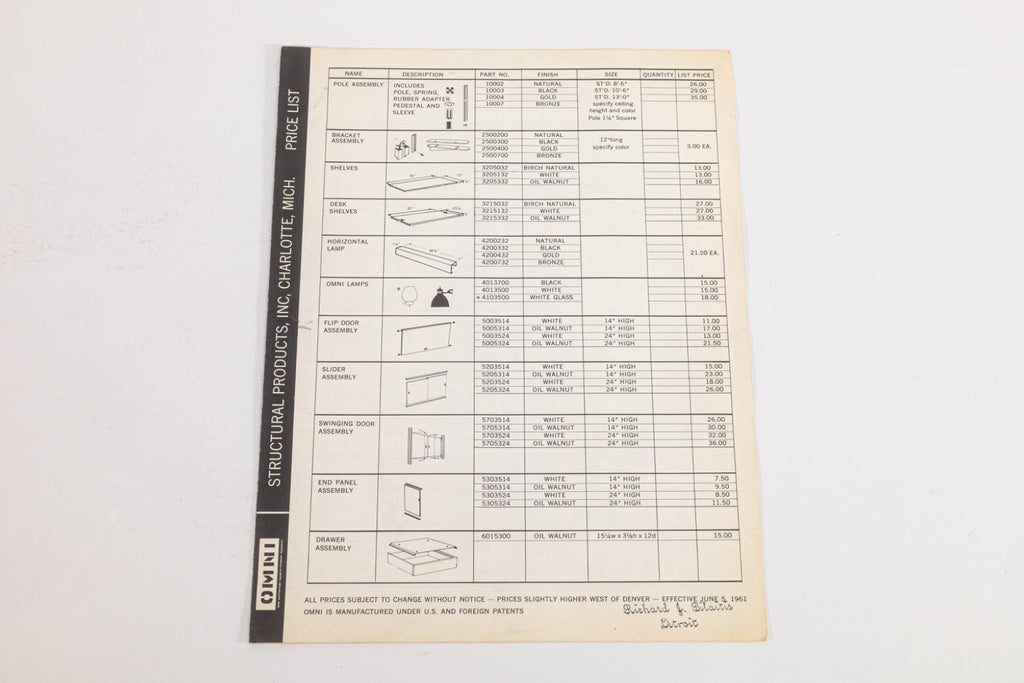 STRUCTURAL PRODUCTS, INC, CHARLOTTE, MICH. PRICE LIST
OMNI
NAME DESCRIPTION PART NO. FINISH SIZE QUANTITY LIST PRICE
POLE ASSEMBLY INCLUDES POLE, SPRING, RUBBER ADAPTER PEDESTAL AND SLEEVE
10002 NATURAL ST'D. 8'-6" 26.00
10003 BLACK ST'D. 10'-6" 29.00
10004 GOLD ST'D. 13'-0" 35.00
10007 BRONZE specify ceiling
height and color
Pole 1¼" Square
BRACKET ASSEMBLY
2500200 NATURAL
2500300 BLACK 12" long
2500400 GOLD specify color 3.00 EA.
2500700 BRONZE
SHELVES
3205032 BIRCH NATURAL 13.00
3205132 WHITE 13.00
3205332 OIL WALNUT 16.00
DESK SHELVES
3215032 BIRCH NATURAL 27.00
3215132 WHITE 27.00
3215332 OIL WALNUT 33.00
HORIZONTAL LAMP
4200232 NATURAL
4200332 BLACK
4200432 GOLD 21.50 EA.
4200732 BRONZE
OMNI LAMPS
4013700 BLACK 15.00
4013500 WHITE 15.00
* 4103500 WHITE GLASS 18.00
FLIP DOOR ASSEMBLY
5003514 WHITE 14" HIGH 11.00
5005314 OIL WALNUT 14" HIGH 17.00
5003524 WHITE 24" HIGH 13.00
5005324 OIL WALNUT 24" HIGH 21.50
SLIDER ASSEMBLY
5203514 WHITE 14" HIGH 15.00
5205314 OIL WALNUT 14" HIGH 23.00
5203524 WHITE 24" HIGH 18.00
5205324 OIL WALNUT 24" HIGH 26.00
SWINGING DOOR ASSEMBLY
5703514 WHITE 14" HIGH 26.00
5705314 OIL WALNUT 14" HIGH 30.00
5703524 WHITE 24" HIGH 32.00
5705324 OIL WALNUT 24" HIGH 36.00
END PANEL ASSEMBLY
5303514 WHITE 14" HIGH 7.50
5305314 OIL WALNUT 14" HIGH 9.50
5303524 WHITE 24" HIGH 8.50
5305324 OIL WALNUT 24" HIGH 11.50
DRAWER ASSEMBLY
6015300 OIL WALNUT 15.00
ALL PRICES SUBJECT TO CHANGE WITHOUT NOTICE — PRICES SLIGHTLY HIGHER WEST OF DENVER — EFFECTIVE JUNE 5, 1961
OMNI IS MANUFACTURED UNDER U.S. AND FOREIGN PATENTS
Richard J.
Detroit